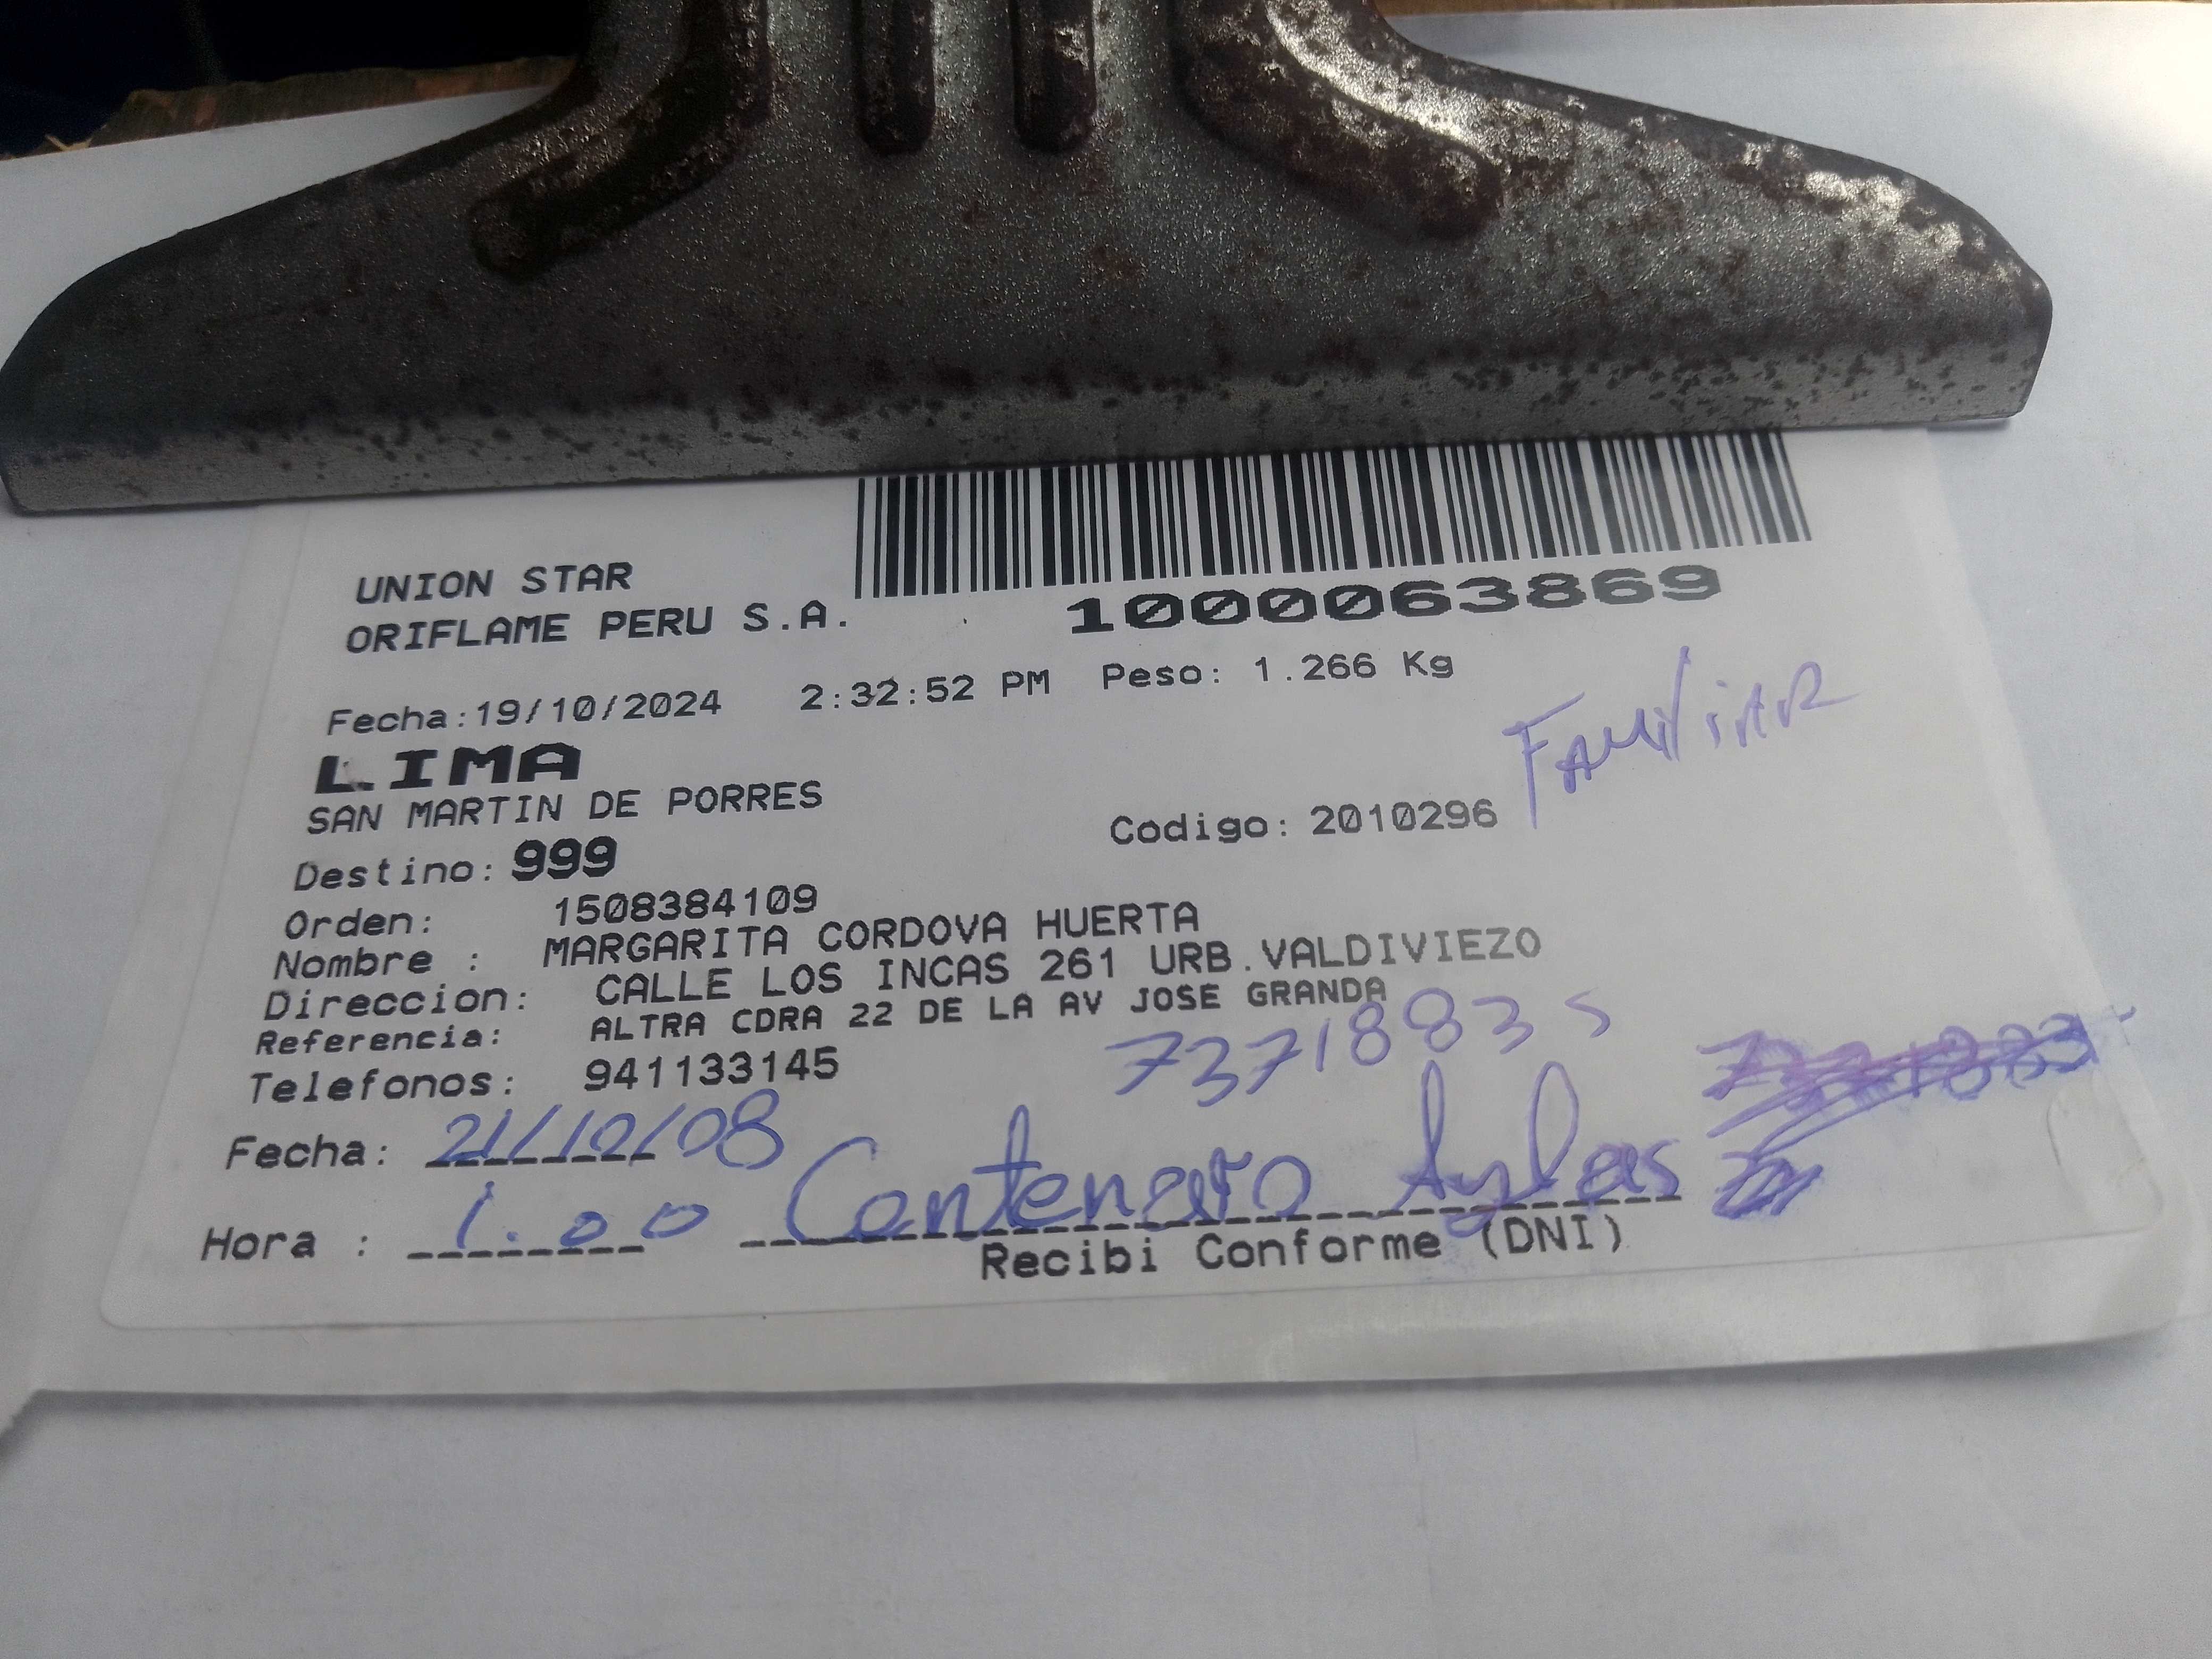 UNION STAR
ORIFLAME PERU S.A.
1000063869
Fecha:19/10/2024 2:32:52 PM Peso: 1.266 Kg
FAMILIAR
LIMA
SAN MARTIN DE PORRES
Codigo: 2010296
Destino: 999
Orden: 1508384109
Nombre : MARGARITA CORDOVA HUERTA
Direccion: CALLE LOS INCAS 261 URB.VALDIVIEZO
Referencia: ALTRA CDRA 22 DE LA AV JOSE GRANDA
Telefonos: 941133145
73718835
Fecha: 21/10/08
Hora : 1.00 Centenaro Aylas
Recibi Conforme (DNI)